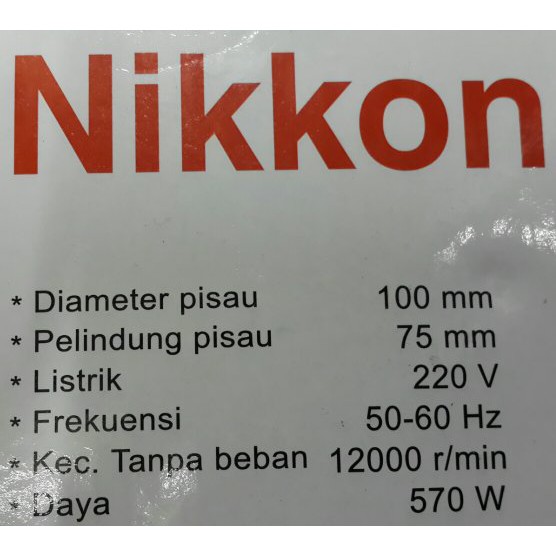 Nikkon
* Diameter pisau 100 mm
* Pelindung pisau 75 mm
* Listrik 220 V
* Frekuensi 50-60 Hz
* Kec. Tanpa beban 12000 r/min
* Daya 570 W